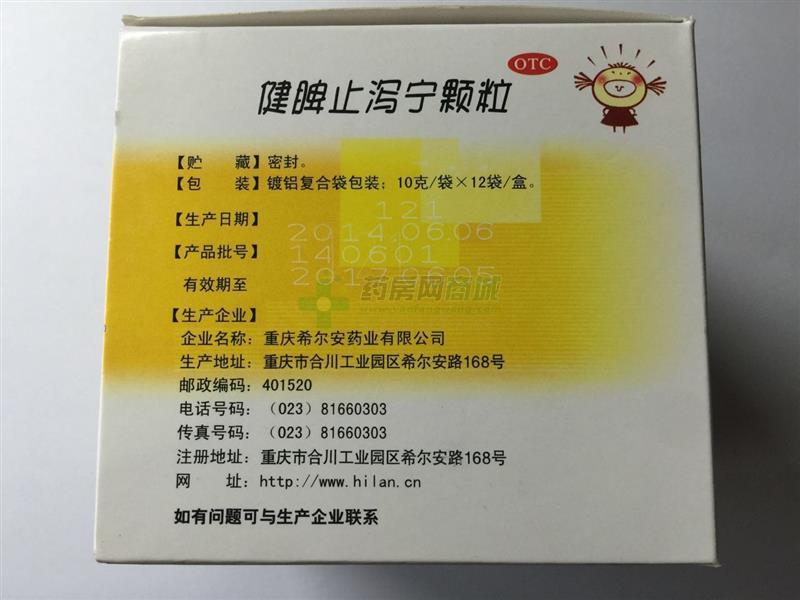 OTC
健脾止泻宁颗粒
【贮　　藏】密封。
【包　　装】镀铝复合袋包装；10克/袋×12袋/盒。
121
【生产日期】 2014.06.06
【产品批号】 140601
有效期至 2017.06.05
药房网商城
www.yaofangwang.com
【生产企业】
企业名称：重庆希尔安药业有限公司
生产地址：重庆市合川工业园区希尔安路168号
邮政编码：401520
电话号码：（023）81660303
传真号码：（023）81660303
注册地址：重庆市合川工业园区希尔安路168号
网　　址：http://www.hilan.cn
如有问题可与生产企业联系